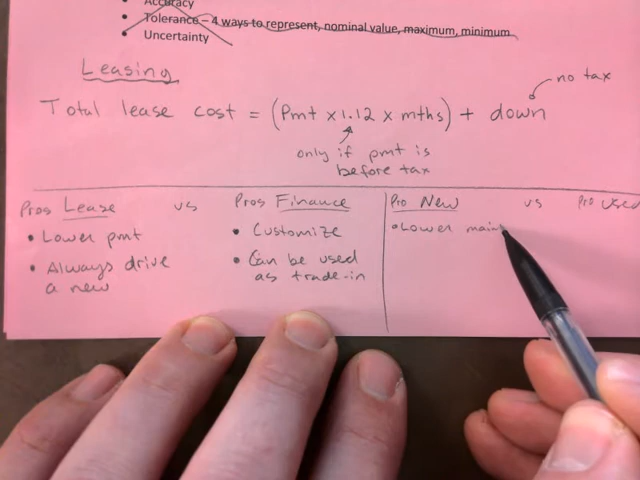 • Accuracy
• Tolerance – 4 ways to represent, nominal value, maximum, minimum
• Uncertainty
Leasing
no tax
Total lease cost = (Pmt x 1.12 x mths) + down
only if pmt is
before tax
Pros Lease vs Pros Finance
• Lower pmt
• Always drive
a new
• Customize
• Can be used
as trade-in
Pro New vs Pro Used
• Lower main